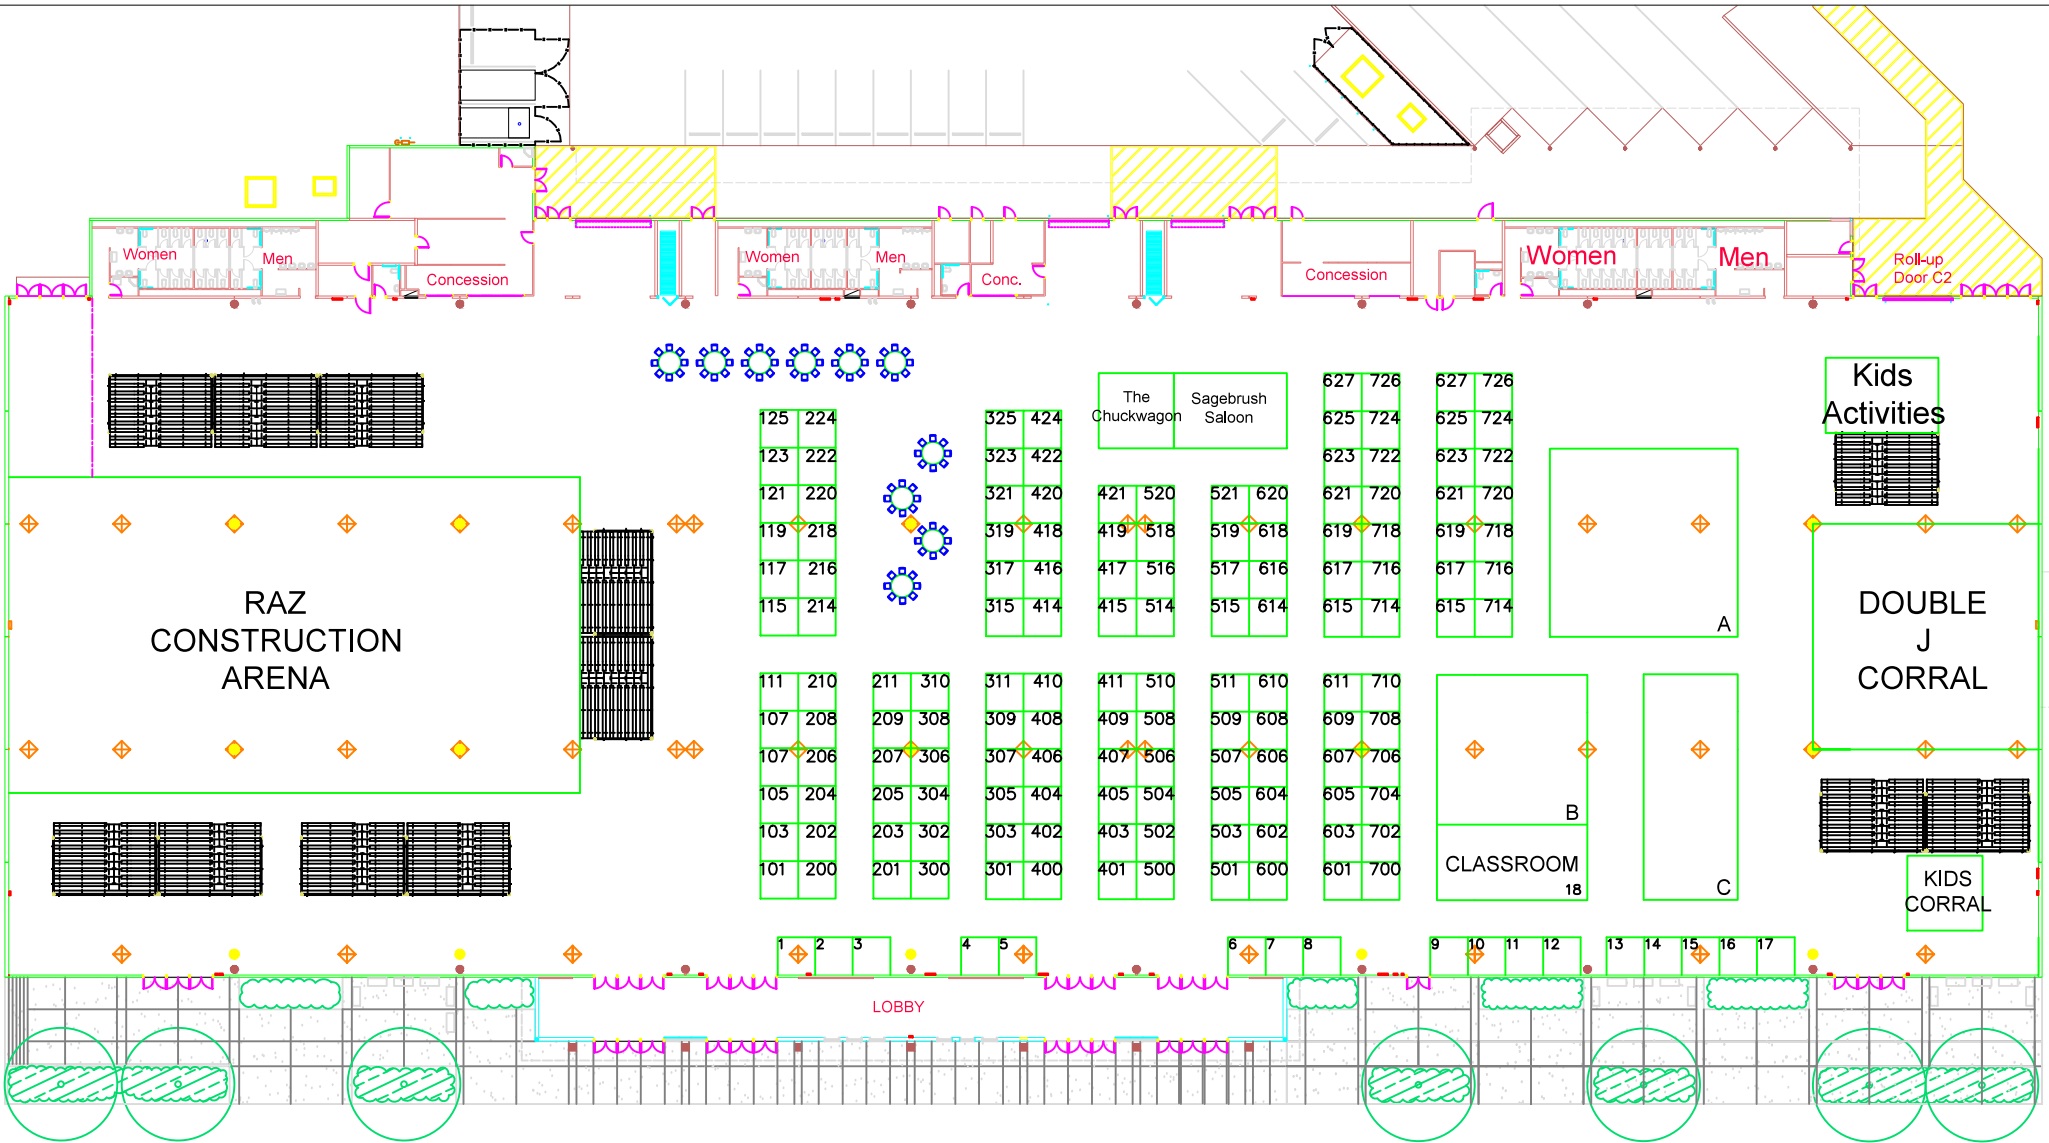 Women
Men
Concession
Women
Men
Conc.
Concession
Women
Men
Roll-up
Door C2
Kids
Activities
The
Chuckwagon
Sagebrush
Saloon
627 726 627 726
125 224 325 424 625 724 625 724
123 222 323 422 623 722 623 722
121 220 321 420 421 520 521 620 621 720 621 720
119 218 319 418 419 518 519 618 619 718 619 718
117 216 317 416 417 516 517 616 617 716 617 716
115 214 315 414 415 514 515 614 615 714 615 714
A
RAZ
CONSTRUCTION
ARENA
DOUBLE
J
CORRAL
111 210 211 310 311 410 411 510 511 610 611 710
107 208 209 308 309 408 409 508 509 608 609 708
107 206 207 306 307 406 407 506 507 606 607 706
105 204 205 304 305 404 405 504 505 604 605 704
103 202 203 302 303 402 403 502 503 602 603 702
101 200 201 300 301 400 401 500 501 600 601 700
B
CLASSROOM
18
C
KIDS
CORRAL
1 2 3 4 5 6 7 8 9 10 11 12 13 14 15 16 17
LOBBY